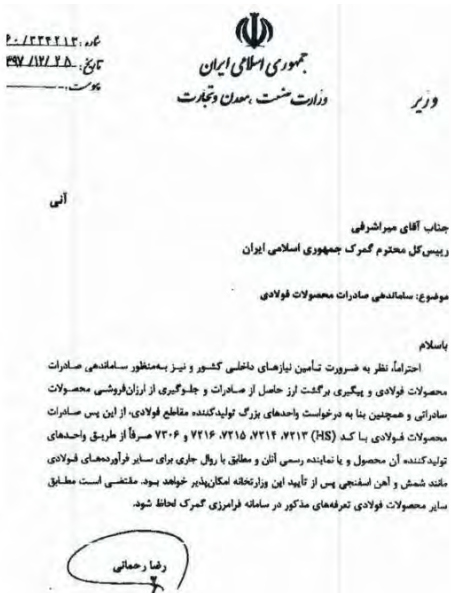 جمهوری اسلامی ایران
وزارت صنعت، معدن و تجارت
وزیر
شماره: ۶۰/۳۳۴۲۱۳
تاریخ: ۳۹۷/۱۲/۲۵
پیوست:
آنی
جناب آقای میراشرفی
رییس‌کل محترم گمرک جمهوری اسلامی ایران
موضوع: ساماندهی صادرات محصولات فولادی
باسلام
احتراماً، نظر به ضرورت تأمین نیازهای داخلی کشور و نیز به‌منظور ساماندهی صادرات
محصولات فولادی و پیگیری برگشت ارز حاصل از صادرات و جلوگیری از ارزان‌فروشی محصولات
صادراتی و همچنین بنا به درخواست واحدهای بزرگ تولیدکننده مقاطع فولادی، از این پس صادرات
محصولات فولادی با کد (HS) ۷۲۱۳، ۷۲۱۴، ۷۲۱۵، ۷۲۱۶ و ۷۳۰۶ صرفاً از طریق واحدهای
تولیدکننده آن محصول و یا نماینده رسمی آنان و مطابق با روال جاری برای سایر فرآورده‌های فولادی
مانند شمش و آهن اسفنجی پس از تأیید این وزارتخانه امکان‌پذیر خواهد بود. مقتضی است مطابق
سایر محصولات فولادی تعرفه‌های مذکور در سامانه فرامرزی گمرک لحاظ شود.
رضا رحمانی